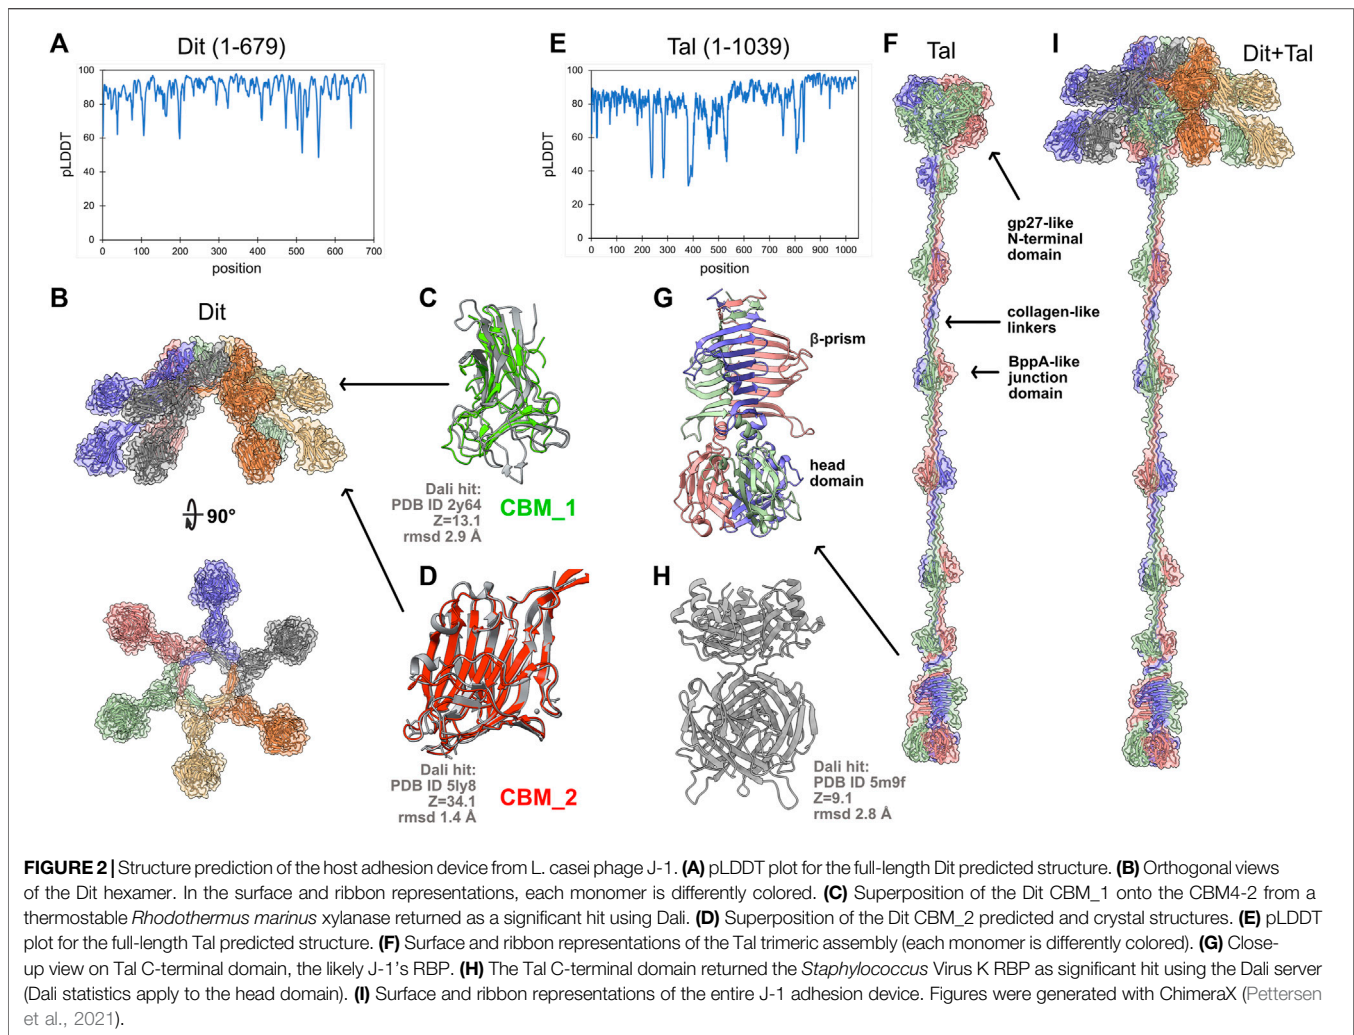 A
Dit (1-679)
100
80
60
40
20
0
pLDDT
0 100 200 300 400 500 600 700
position
E
Tal (1-1039)
100
80
60
40
20
0
pLDDT
0 100 200 300 400 500 600 700 800 900 1000
position
F
Tal
gp27-like
N-terminal
domain
collagen-like
linkers
BppA-like
junction
domain
I
Dit+Tal
B
Dit
90°
C
Dali hit:
PDB ID 2y64
Z=13.1
rmsd 2.9 Å
CBM_1
D
Dali hit:
PDB ID 5ly8
Z=34.1
rmsd 1.4 Å
CBM_2
G
β-prism
head
domain
H
Dali hit:
PDB ID 5m9f
Z=9.1
rmsd 2.8 Å
FIGURE 2 | Structure prediction of the host adhesion device from L. casei phage J-1. (A) pLDDT plot for the full-length Dit predicted structure. (B) Orthogonal views
of the Dit hexamer. In the surface and ribbon representations, each monomer is differently colored. (C) Superposition of the Dit CBM_1 onto the CBM4-2 from a
thermostable Rhodothermus marinus xylanase returned as a significant hit using Dali. (D) Superposition of the Dit CBM_2 predicted and crystal structures. (E) pLDDT
plot for the full-length Tal predicted structure. (F) Surface and ribbon representations of the Tal trimeric assembly (each monomer is differently colored). (G) Close-
up view on Tal C-terminal domain, the likely J-1's RBP. (H) The Tal C-terminal domain returned the Staphylococcus Virus K RBP as significant hit using the Dali server
(Dali statistics apply to the head domain). (I) Surface and ribbon representations of the entire J-1 adhesion device. Figures were generated with ChimeraX (Pettersen
et al., 2021).